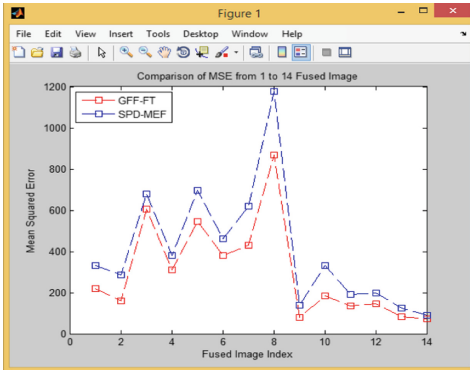 Figure 1
File Edit View Insert Tools Desktop Window Help
Comparison of MSE from 1 to 14 Fused Image
GFF-FT
SPD-MEF
Mean Squared Error
1200
1000
800
600
400
200
0
0 2 4 6 8 10 12 14
Fused Image Index